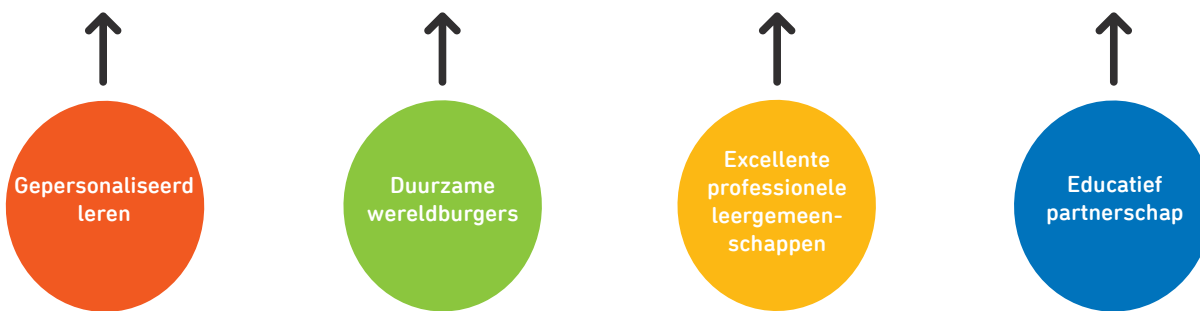 Gepersonaliseerd
leren
Duurzame
wereldburgers
Excellente
professionele
leergemeen-
schappen
Educatief
partnerschap